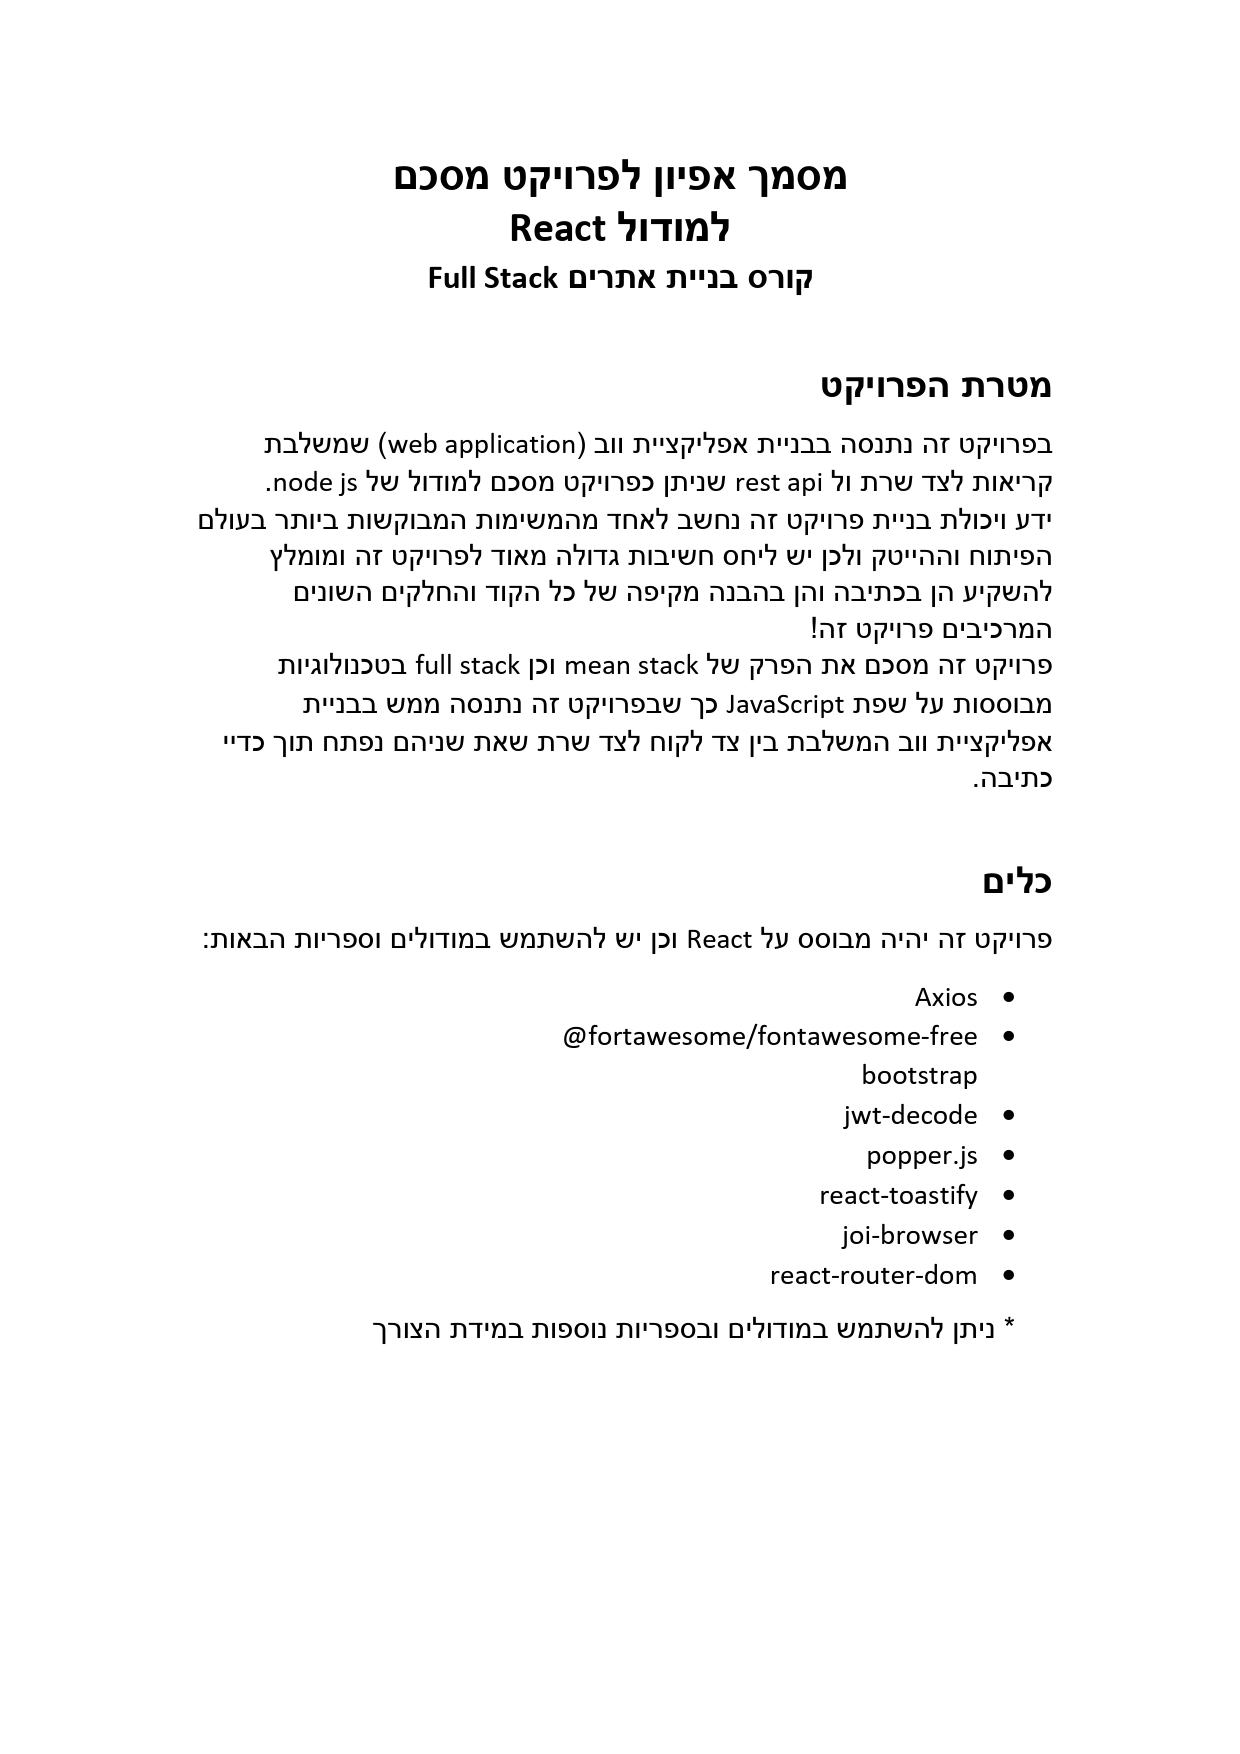 מסמך אפיון לפרויקט מסכם
למודול React
קורס בניית אתרים Full Stack
מטרת הפרויקט
בפרויקט זה נתנסה בבניית אפליקציית ווב (web application) שמשלבת
קריאות לצד שרת ול rest api שניתן כפרויקט מסכם למודול של node js.
ידע ויכולת בניית פרויקט זה נחשב לאחד מהמשימות המבוקשות ביותר בעולם
הפיתוח וההייטק ולכן יש ליחס חשיבות גדולה מאוד לפרויקט זה ומומלץ
להשקיע הן בכתיבה והן בהבנה מקיפה של כל הקוד והחלקים השונים
המרכיבים פרויקט זה!
פרויקט זה מסכם את הפרק של mean stack וכן full stack בטכנולוגיות
מבוססות על שפת JavaScript כך שבפרויקט זה נתנסה ממש בבניית
אפליקציית ווב המשלבת בין צד לקוח לצד שרת שאת שניהם נפתח תוך כדיי
כתיבה.
כלים
פרויקט זה יהיה מבוסס על React וכן יש להשתמש במודולים וספריות הבאות:
• Axios
• @fortawesome/fontawesome-free
bootstrap
• jwt-decode
• popper.js
• react-toastify
• joi-browser
• react-router-dom
* ניתן להשתמש במודולים ובספריות נוספות במידת הצורך